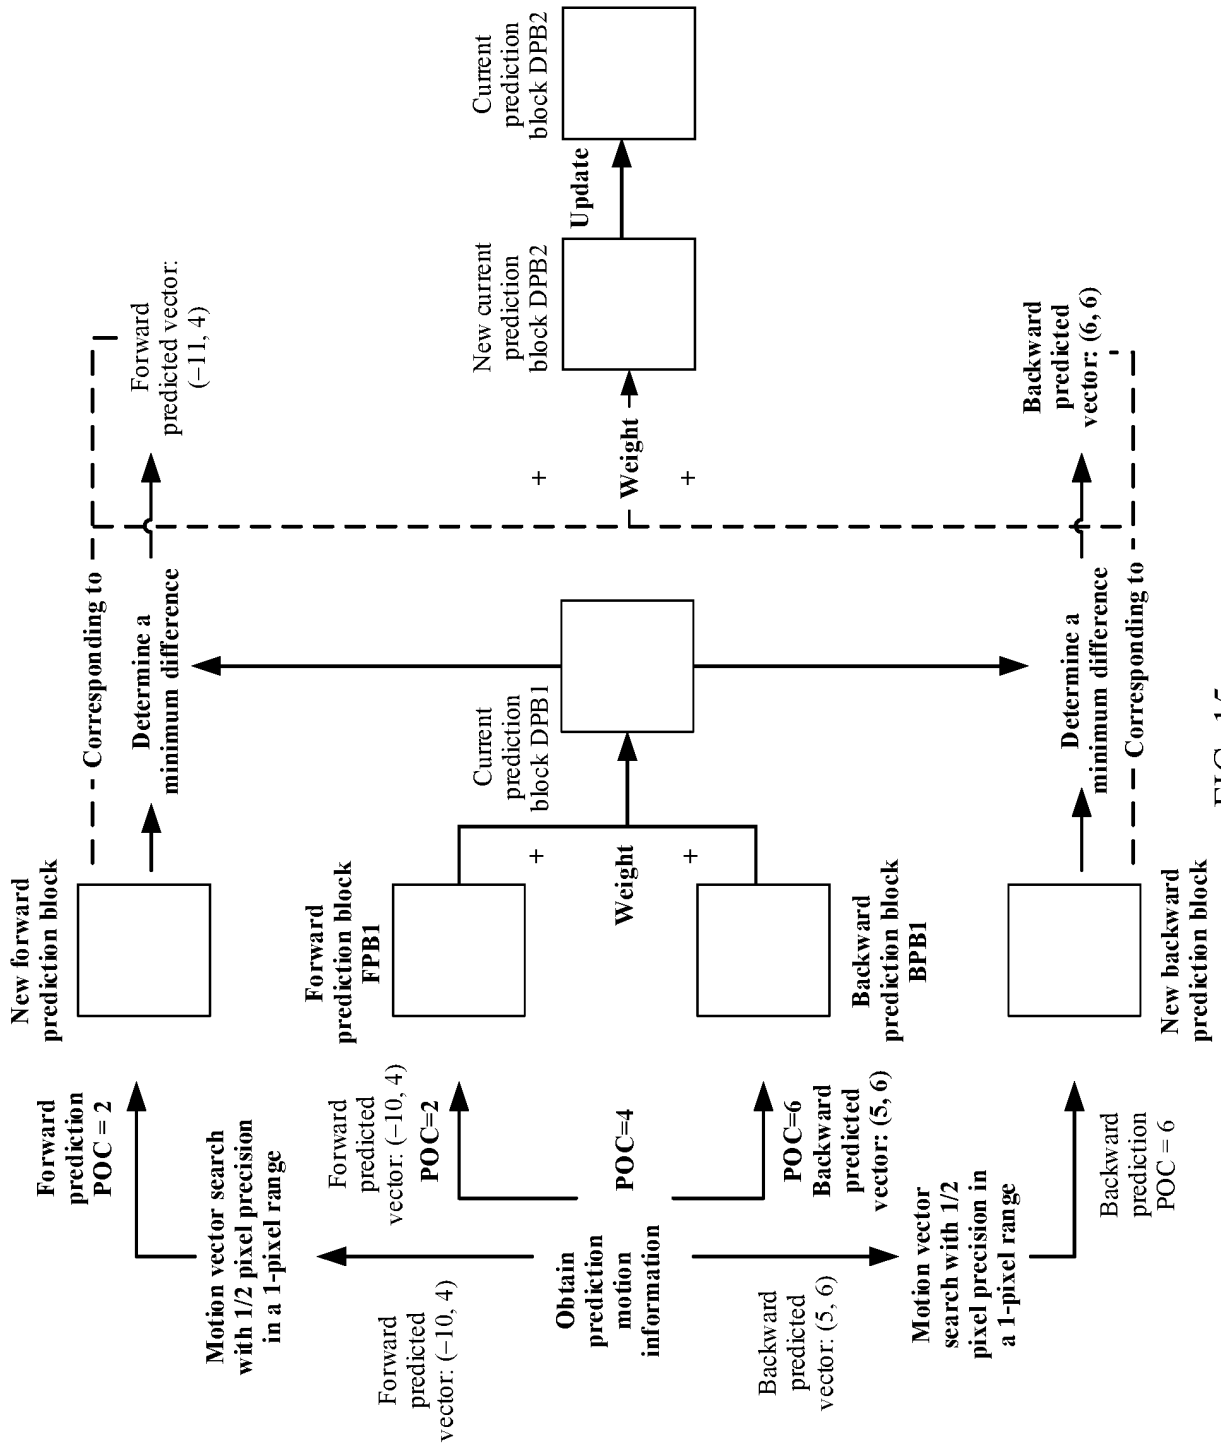 Obtain
prediction
motion
information
Forward
predicted
vector: (–10, 4)
Motion vector search
with 1/2 pixel precision
in a 1-pixel range
Forward
prediction
POC = 2
New forward
prediction block
Corresponding to
Determine a
minimum difference
Forward
predicted vector:
(–11, 4)
Forward
predicted
vector: (–10, 4)
POC=2
Forward
prediction block
FPB1
POC=4
Weight
+
+
Current
prediction
block DPB1
Weight
+
+
New current
prediction
block DPB2
Update
Current
prediction
block DPB2
POC=6
Backward
predicted
vector: (5, 6)
Backward
prediction block
BPB1
Backward
predicted
vector: (5, 6)
Motion vector
search with 1/2
pixel precision in
a 1-pixel range
Backward
prediction
POC = 6
New backward
prediction block
Determine a
minimum difference
Corresponding to
Backward
predicted
vector: (6, 6)
FIG. 15